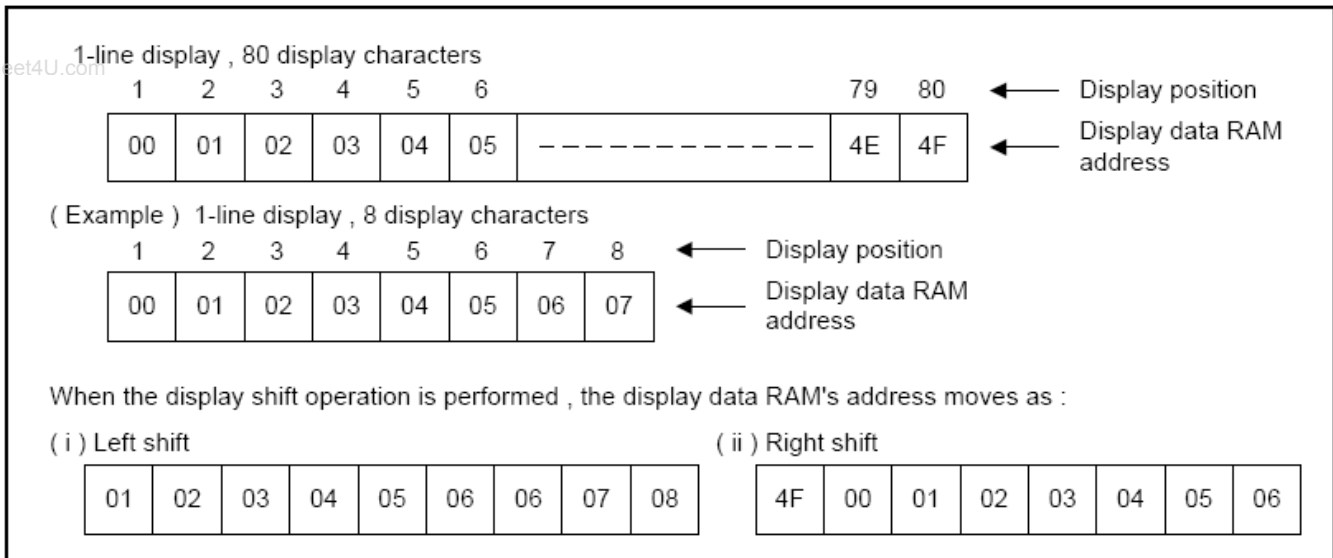 1-line display , 80 display characters
eet4U.com
1 2 3 4 5 6 79 80 Display position
00 01 02 03 04 05 4E 4F Display data RAM address
( Example ) 1-line display , 8 display characters
1 2 3 4 5 6 7 8 Display position
00 01 02 03 04 05 06 07 Display data RAM address
When the display shift operation is performed , the display data RAM's address moves as :
( i ) Left shift ( ii ) Right shift
01 02 03 04 05 06 06 07 08 4F 00 01 02 03 04 05 06